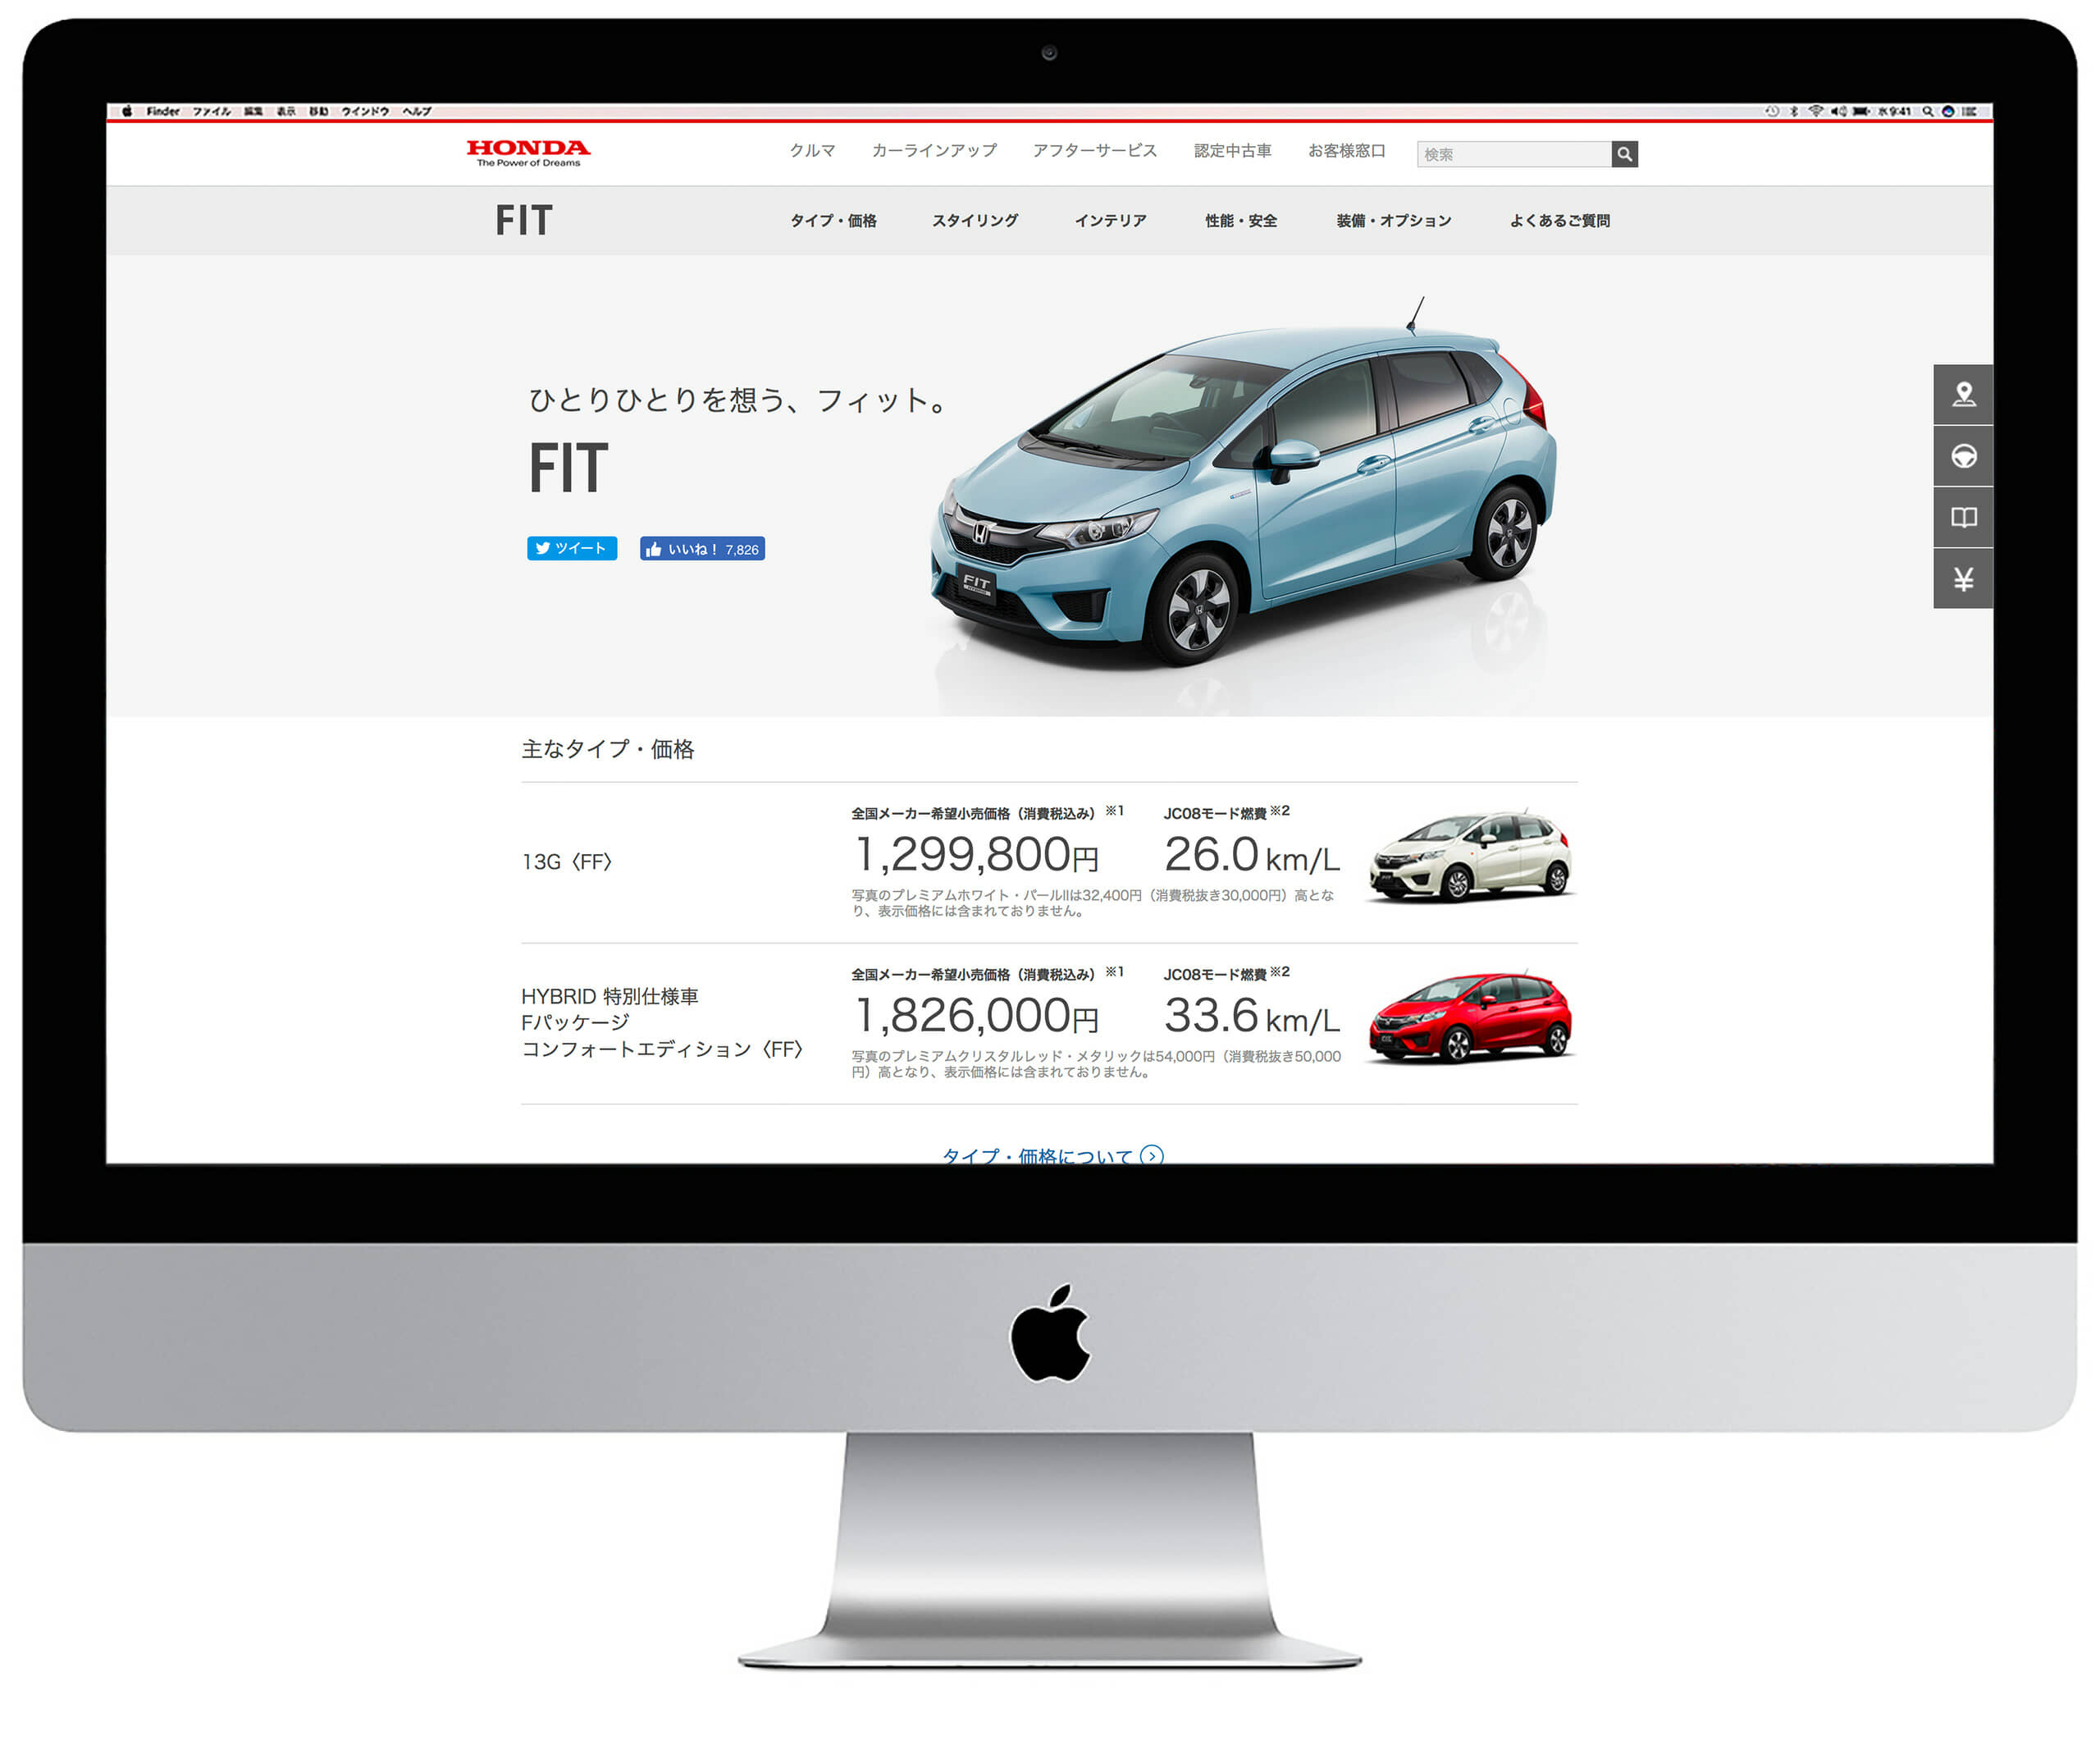 Finder ファイル 編集 表示 移動 ウインドウ ヘルプ
水9:41
HONDA
The Power of Dreams
クルマ カーラインアップ アフターサービス 認定中古車 お客様窓口 検索
FIT タイプ・価格 スタイリング インテリア 性能・安全 装備・オプション よくあるご質問
ひとりひとりを想う、フィット。
FIT
ツイート いいね！ 7,826
FIT
HYBRID
¥
主なタイプ・価格
13G〈FF〉
全国メーカー希望小売価格（消費税込み）※1 JC08モード燃費※2
1,299,800円 26.0 km/L
写真のプレミアムホワイト・パールIIは32,400円（消費税抜き30,000円）高とな
り、表示価格には含まれておりません。
HYBRID 特別仕様車
Fパッケージ
コンフォートエディション〈FF〉
全国メーカー希望小売価格（消費税込み）※1 JC08モード燃費※2
1,826,000円 33.6 km/L
写真のプレミアムクリスタルレッド・メタリックは54,000円（消費税抜き50,000
円）高となり、表示価格には含まれておりません。
タイプ・価格について